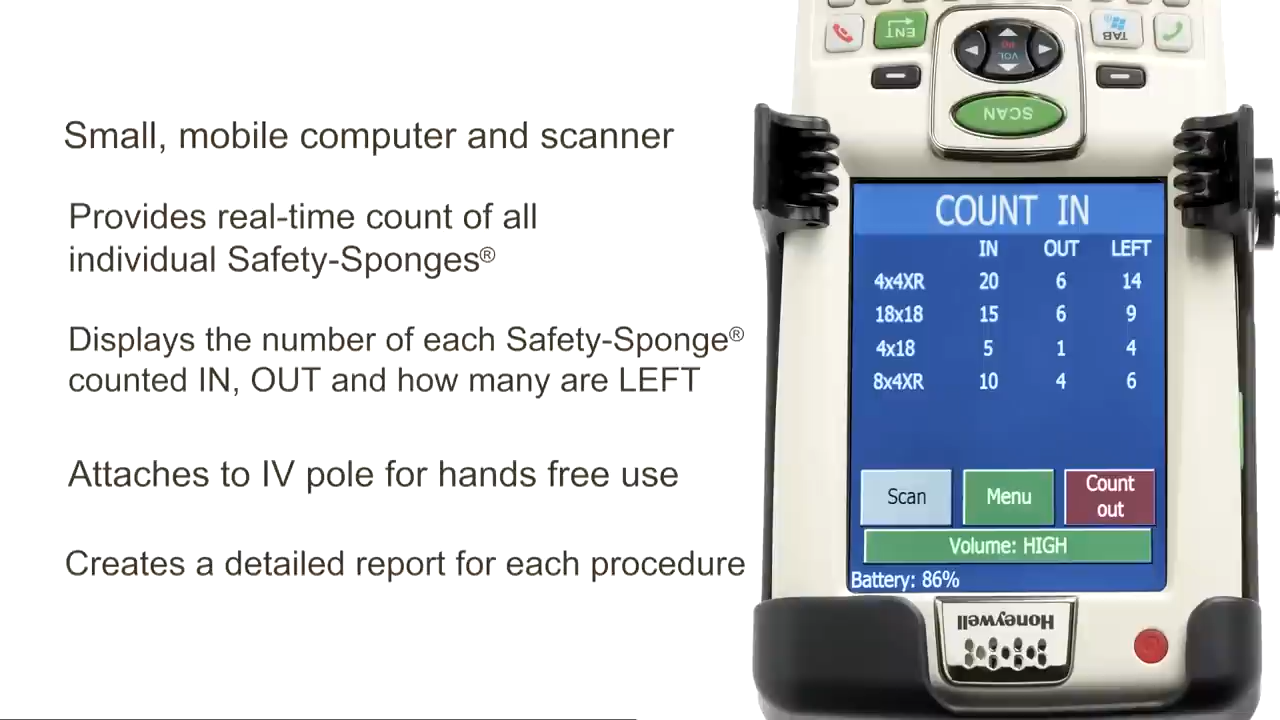 Small, mobile computer and scanner
Provides real-time count of all
individual Safety-Sponges®
Displays the number of each Safety-Sponge®
counted IN, OUT and how many are LEFT
Attaches to IV pole for hands free use
Creates a detailed report for each procedure
ENT
TAB
VOL
SCAN
COUNT IN
IN OUT LEFT
4x4XR 20 6 14
18x18 15 6 9
4x18 5 1 4
8x4XR 10 4 6
Scan
Menu
Count
out
Volume: HIGH
Battery: 86%
Honeywell